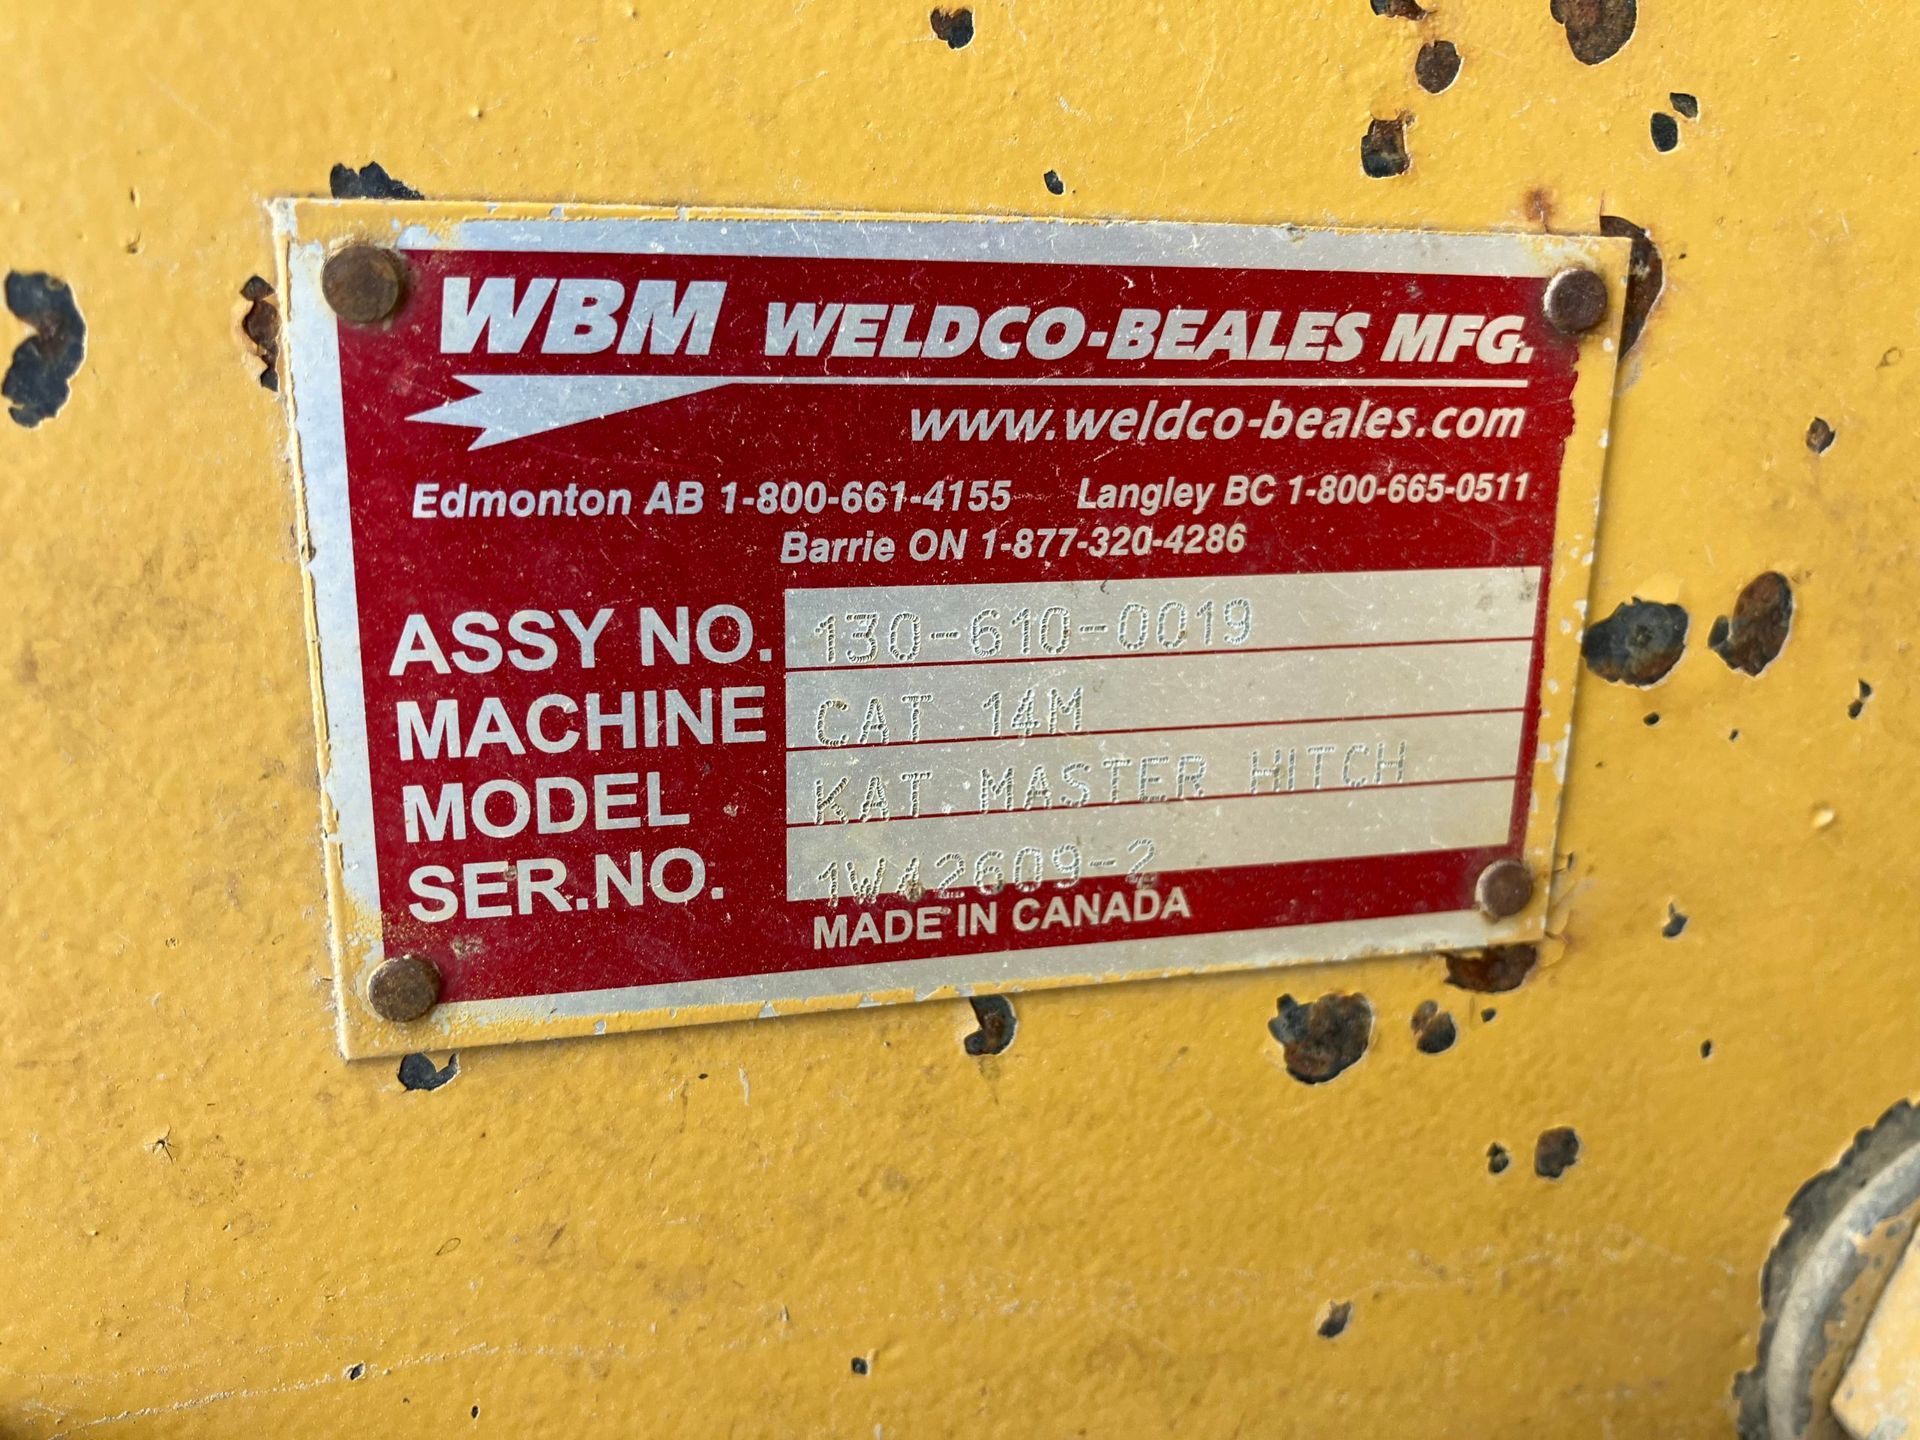 WBM WELDCO-BEALES MFG.
www.weldco-beales.com
Edmonton AB 1-800-661-4155 Langley BC 1-800-665-0511
Barrie ON 1-877-320-4286
ASSY NO. 130-610-0019
MACHINE CAT 14M
MODEL KAT MASTER HITCH
SER.NO. 1WA2609-2
MADE IN CANADA